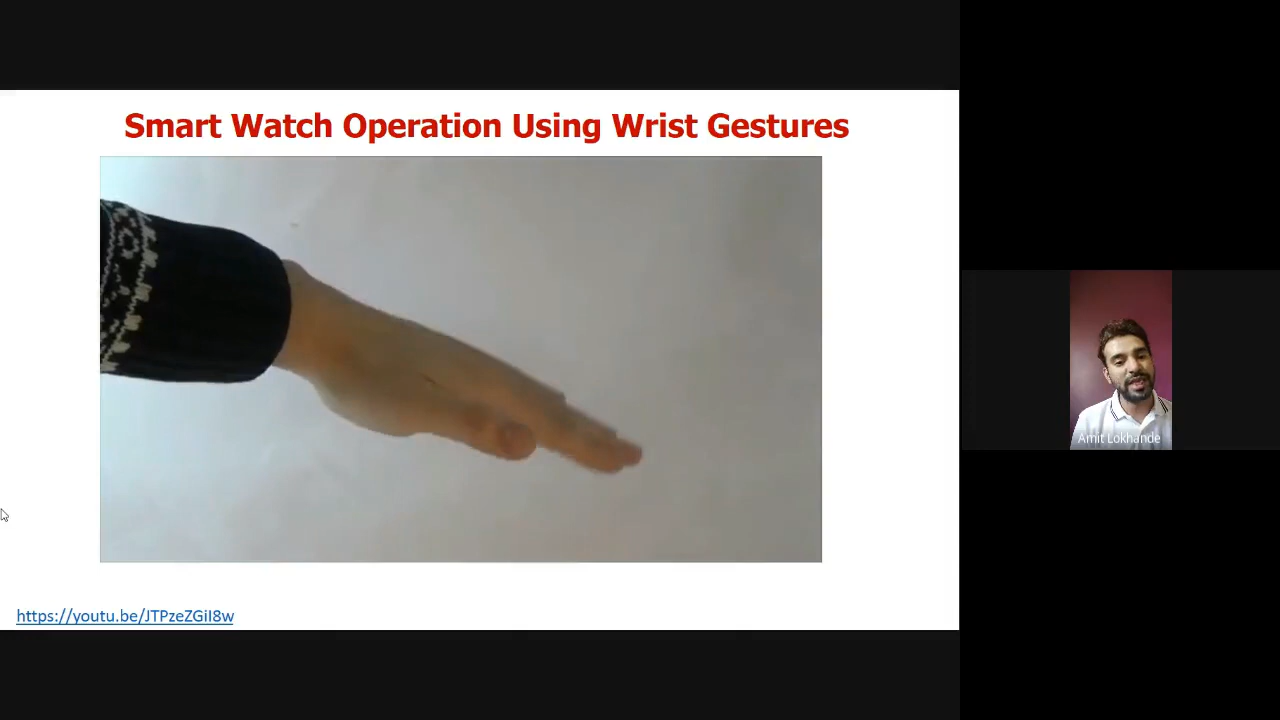 Smart Watch Operation Using Wrist Gestures
https://youtu.be/JTPzeZGiI8w
Amit Lokhande